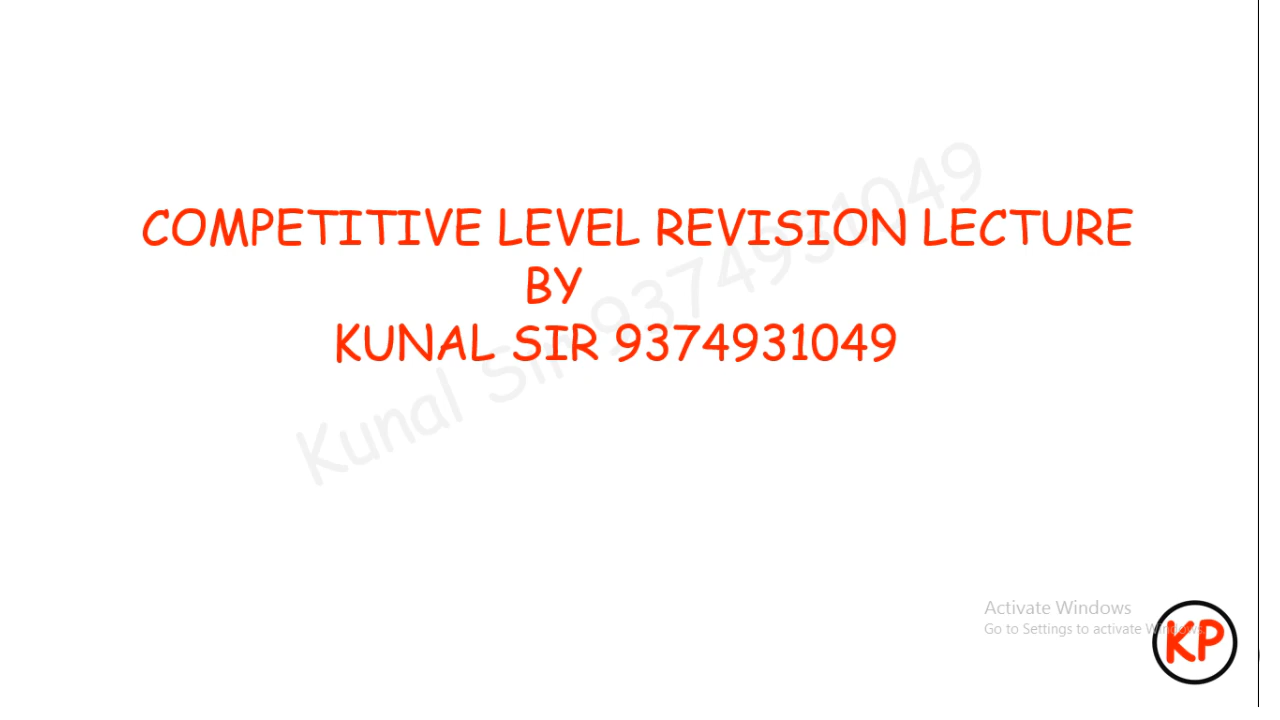 COMPETITIVE LEVEL REVISION LECTURE
BY
KUNAL SIR 9374931049
Kunal Sir 9374931049
Activate Windows
Go to Settings to activate Windows.
KP